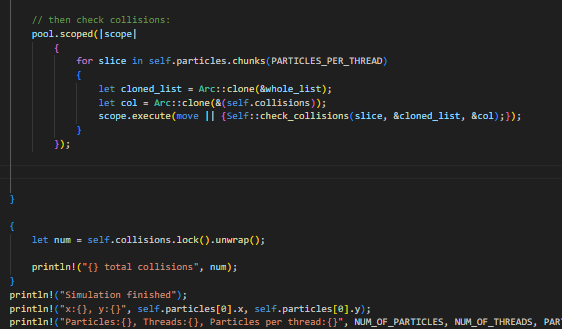 // then check collisions:
pool.scoped(|scope|
{
for slice in self.particles.chunks(PARTICLES_PER_THREAD)
{
let cloned_list = Arc::clone(&whole_list);
let col = Arc::clone(&(self.collisions));
scope.execute(move || {Self::check_collisions(slice, &cloned_list, &col);});
}
});
}
{
let num = self.collisions.lock().unwrap();
println!("{} total collisions", num);
}
println!("Simulation finished");
println!("x:{}, y:{}", self.particles[0].x, self.particles[0].y);
println!("Particles:{}, Threads:{}, Particles per thread:{}", NUM_OF_PARTICLES, NUM_OF_THREADS, PAR